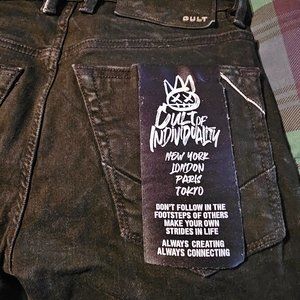 CULT
CULT OF
INDIVIDUALITY
NEW YORK
LONDON
PARIS
TOKYO
DON'T FOLLOW IN THE
FOOTSTEPS OF OTHERS
MAKE YOUR OWN
STRIDES IN LIFE
ALWAYS CREATING
ALWAYS CONNECTING